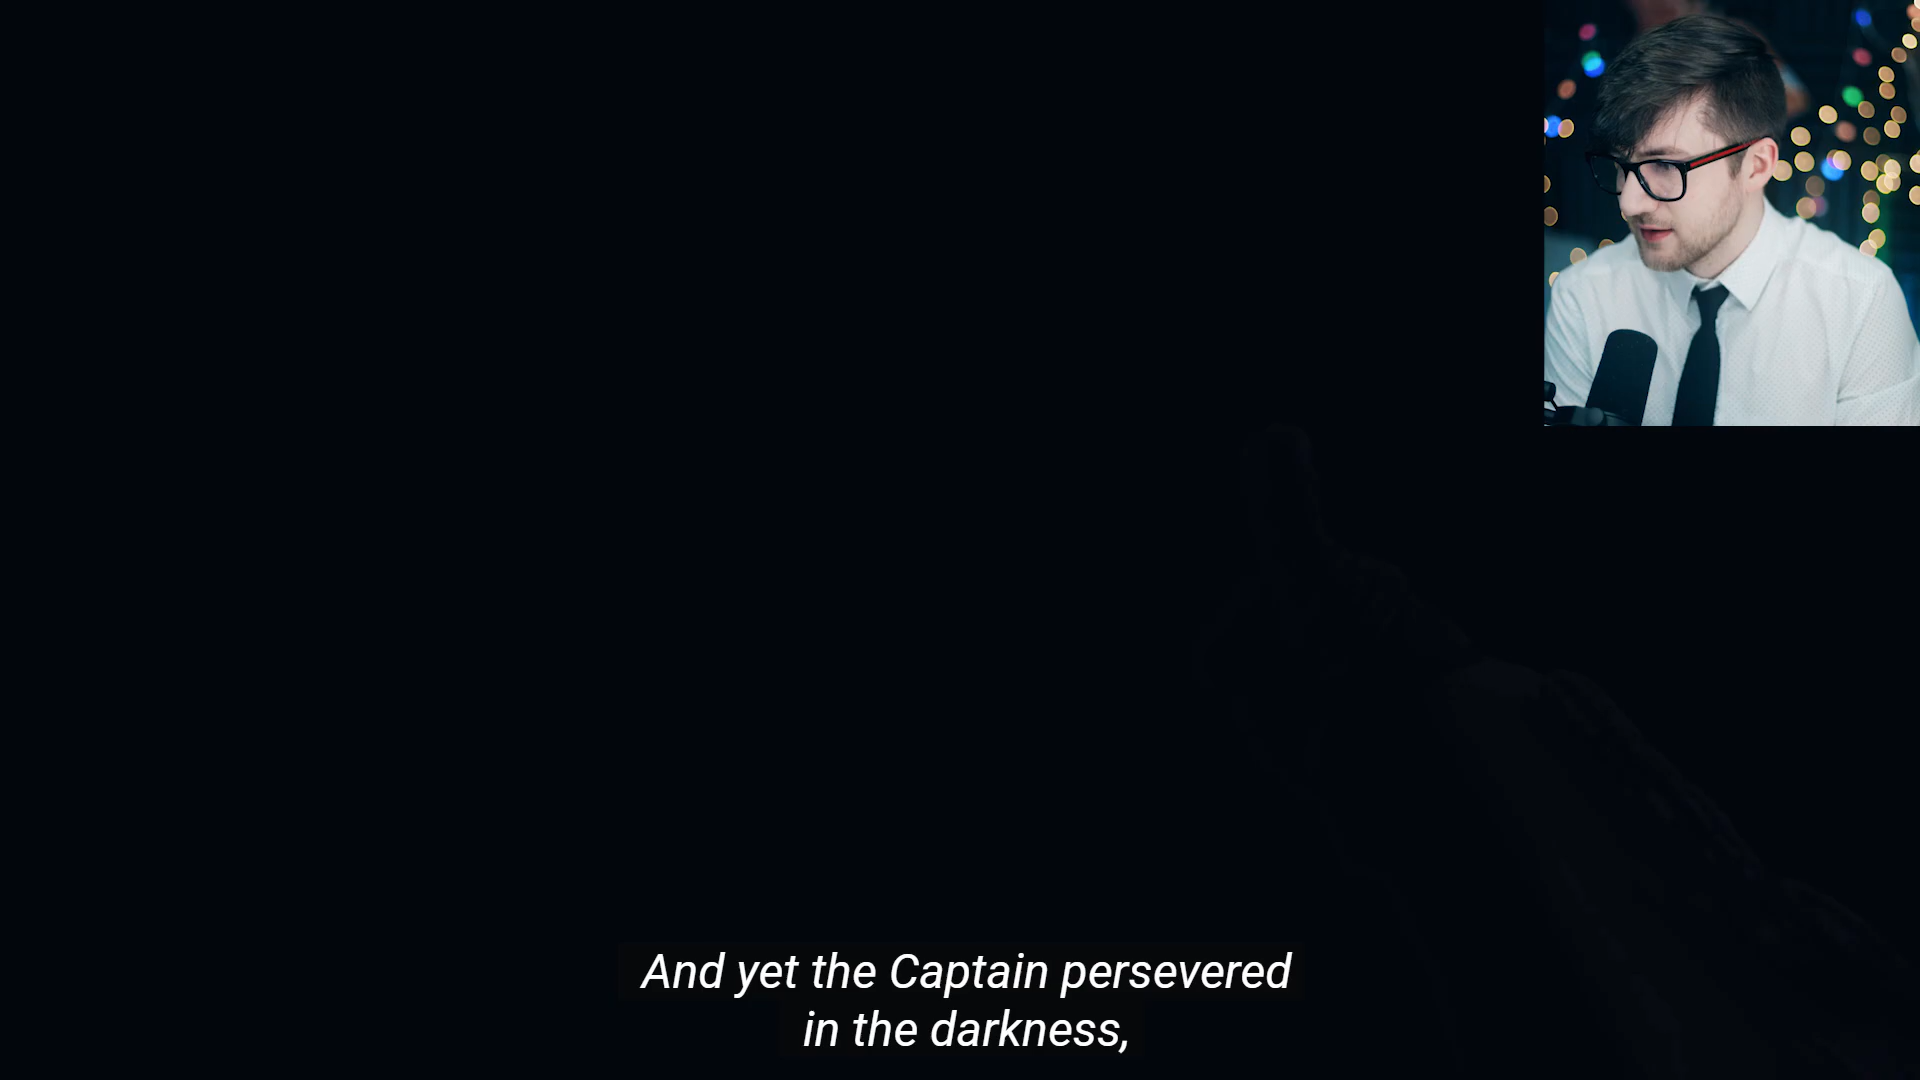 And yet the Captain persevered
in the darkness,